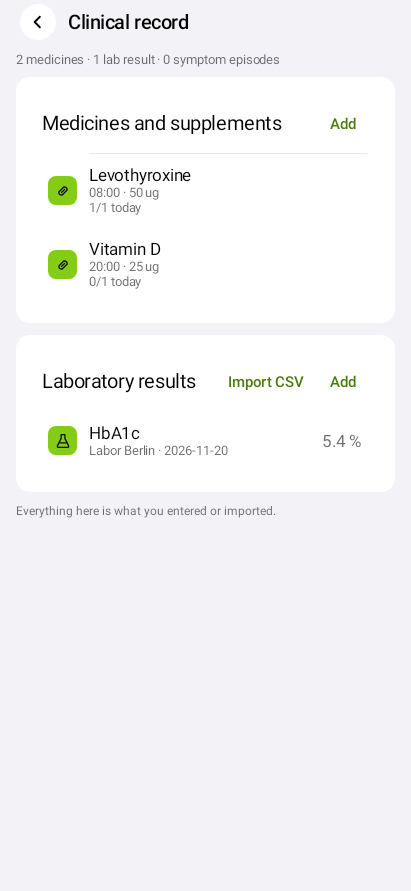 Clinical record
2 medicines · 1 lab result · 0 symptom episodes
Medicines and supplements
Add
Levothyroxine
08:00 · 50 ug
1/1 today
Vitamin D
20:00 · 25 ug
0/1 today
Laboratory results
Import CSV
Add
HbA1c
Labor Berlin · 2026-11-20
5.4 %
Everything here is what you entered or imported.